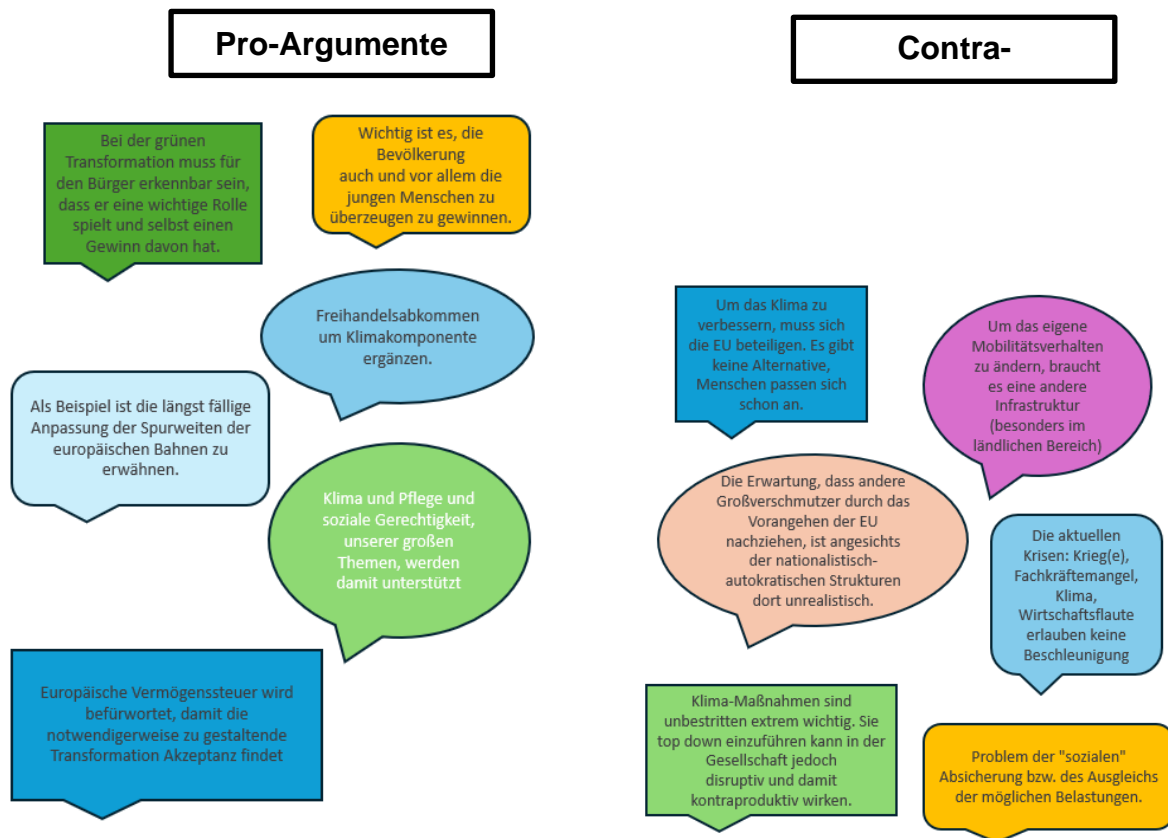 Pro-Argumente
Bei der grünen
Transformation muss für
den Bürger erkennbar sein,
dass er eine wichtige Rolle
spielt und selbst einen
Gewinn davon hat.
Wichtig ist es, die
Bevölkerung
auch und vor allem die
jungen Menschen zu
überzeugen zu gewinnen.
Freihandelsabkommen
um Klimakomponente
ergänzen.
Als Beispiel ist die längst fällige
Anpassung der Spurweiten der
europäischen Bahnen zu
erwähnen.
Klima und Pflege und
soziale Gerechtigkeit,
unserer großen
Themen, werden
damit unterstützt
Europäische Vermögenssteuer wird
befürwortet, damit die
notwendigerweise zu gestaltende
Transformation Akzeptanz findet
Contra-
Um das Klima zu
verbessern, muss sich
die EU beteiligen. Es gibt
keine Alternative,
Menschen passen sich
schon an.
Um das eigene
Mobilitätsverhalten
zu ändern, braucht
es eine andere
Infrastruktur
(besonders im
ländlichen Bereich)
Die Erwartung, dass andere
Großverschmutzer durch das
Vorangehen der EU
nachziehen, ist angesichts
der nationalistisch-
autokratischen Strukturen
dort unrealistisch.
Die aktuellen
Krisen: Krieg(e),
Fachkräftemangel,
Klima,
Wirtschaftsflaute
erlauben keine
Beschleunigung
Klima-Maßnahmen sind
unbestritten extrem wichtig. Sie
top down einzuführen kann in der
Gesellschaft jedoch
disruptiv und damit
kontraproduktiv wirken.
Problem der "sozialen"
Absicherung bzw. des Ausgleichs
der möglichen Belastungen.